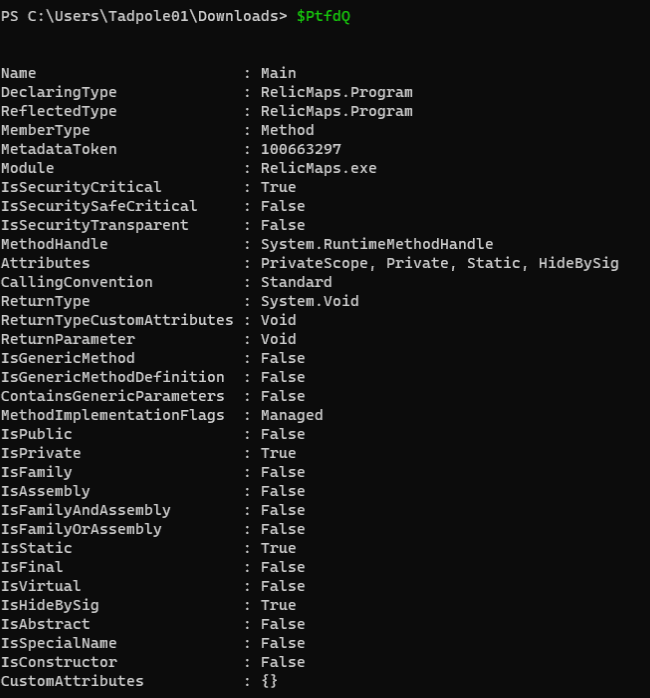 PS C:\Users\Tadpole01\Downloads> $PtfdQ
Name : Main
DeclaringType : RelicMaps.Program
ReflectedType : RelicMaps.Program
MemberType : Method
MetadataToken : 100663297
Module : RelicMaps.exe
IsSecurityCritical : True
IsSecuritySafeCritical : False
IsSecurityTransparent : False
MethodHandle : System.RuntimeMethodHandle
Attributes : PrivateScope, Private, Static, HideBySig
CallingConvention : Standard
ReturnType : System.Void
ReturnTypeCustomAttributes : Void
ReturnParameter : Void
IsGenericMethod : False
IsGenericMethodDefinition : False
ContainsGenericParameters : False
MethodImplementationFlags : Managed
IsPublic : False
IsPrivate : True
IsFamily : False
IsAssembly : False
IsFamilyAndAssembly : False
IsFamilyOrAssembly : False
IsStatic : True
IsFinal : False
IsVirtual : False
IsHideBySig : True
IsAbstract : False
IsSpecialName : False
IsConstructor : False
CustomAttributes : {}